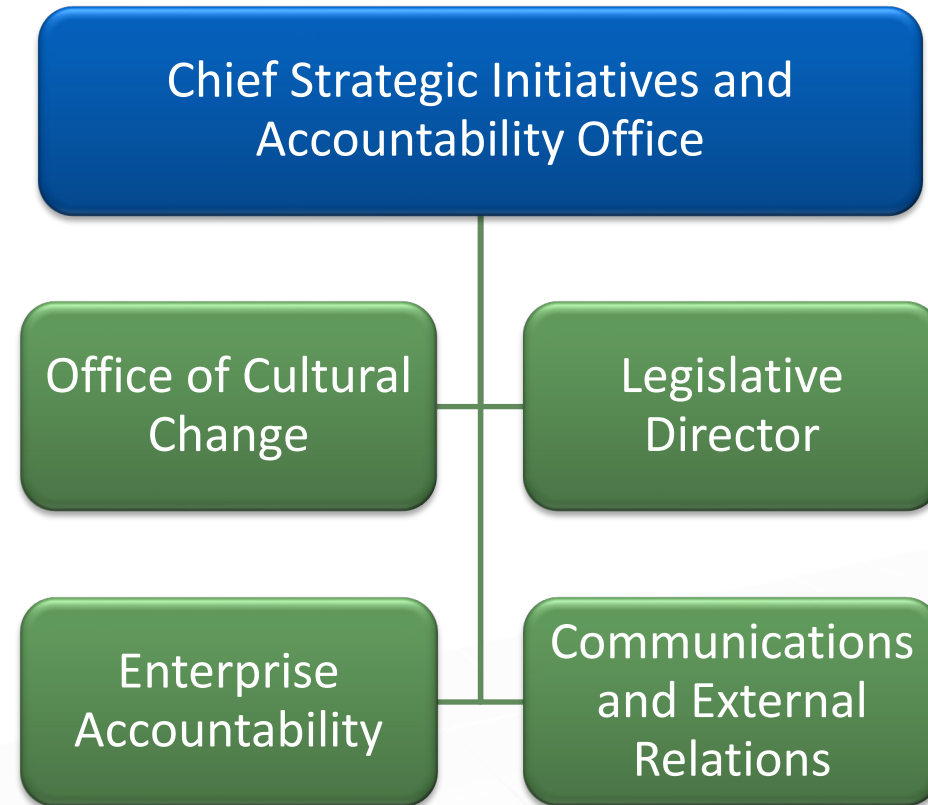 Chief Strategic Initiatives and
Accountability Office
Office of Cultural
Change
Legislative
Director
Enterprise
Accountability
Communications
and External
Relations